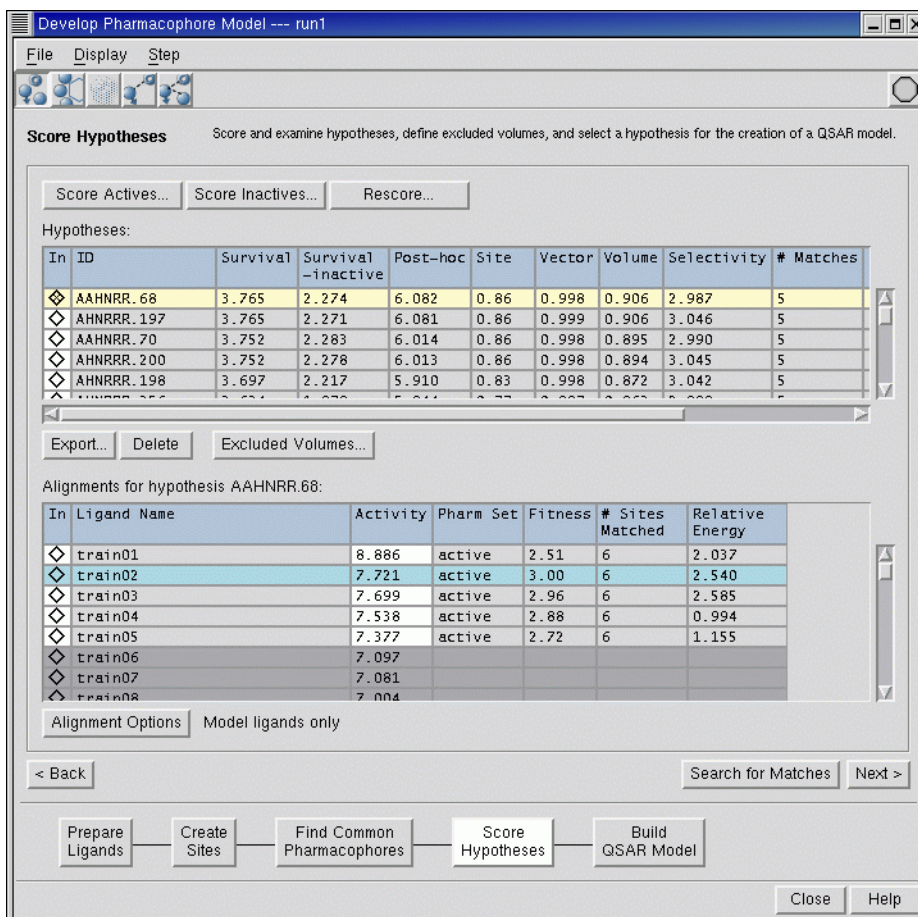 Develop Pharmacophore Model --- run1
File Display Step
Score Hypotheses Score and examine hypotheses, define excluded volumes, and select a hypothesis for the creation of a QSAR model.
Score Actives... Score Inactives... Rescore...
Hypotheses:
In ID Survival Survival -inactive Post-hoc Site Vector Volume Selectivity # Matches
AAHNRR.68 3.765 2.274 6.082 0.86 0.998 0.906 2.987 5
AHNRRR.197 3.765 2.271 6.081 0.86 0.999 0.906 3.046 5
AAHNRR.70 3.752 2.283 6.014 0.86 0.998 0.895 2.990 5
AHNRRR.200 3.752 2.278 6.013 0.86 0.998 0.894 3.045 5
AHNRRR.198 3.697 2.217 5.910 0.83 0.998 0.872 3.042 5
Export... Delete Excluded Volumes...
Alignments for hypothesis AAHNRR.68:
In Ligand Name Activity Pharm Set Fitness # Sites Matched Relative Energy
train01 8.886 active 2.51 6 2.037
train02 7.721 active 3.00 6 2.540
train03 7.699 active 2.96 6 2.585
train04 7.538 active 2.88 6 0.994
train05 7.377 active 2.72 6 1.155
train06 7.097
train07 7.081
train08 7.004
Alignment Options Model ligands only
< Back Search for Matches Next >
Prepare Ligands Create Sites Find Common Pharmacophores Score Hypotheses Build QSAR Model
Close Help